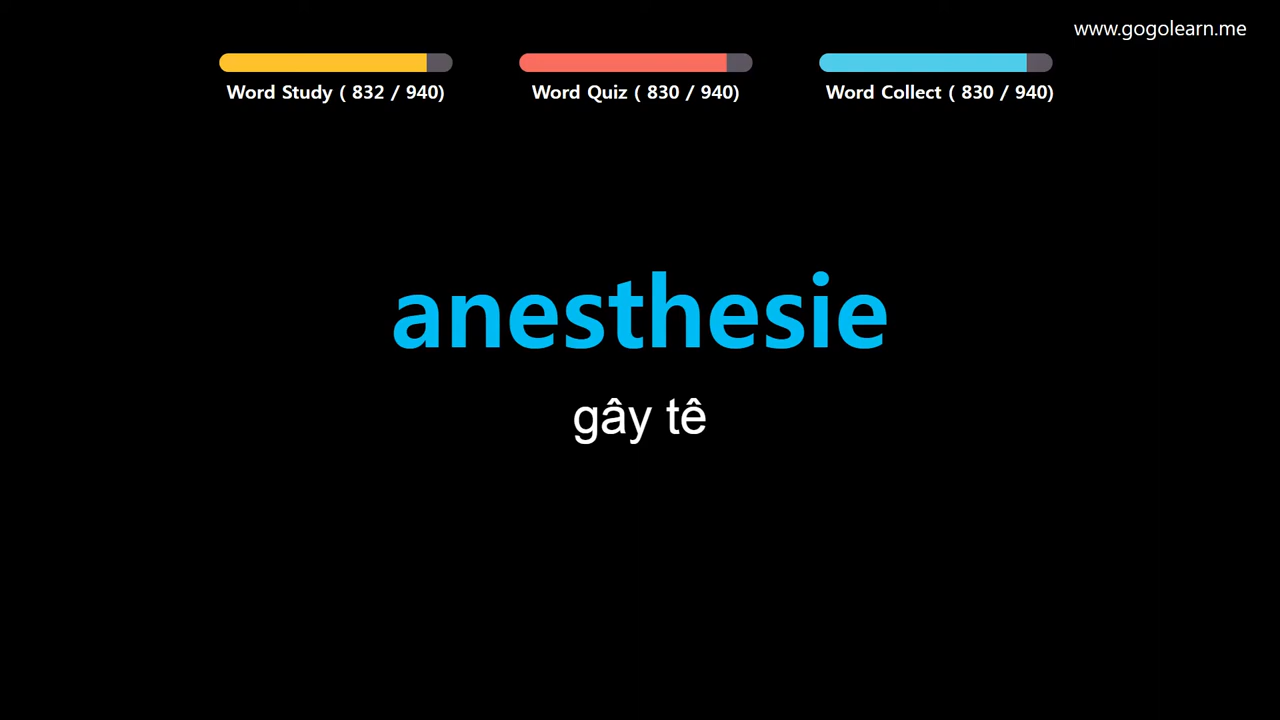 www.gogolearn.me
Word Study ( 832 / 940)
Word Quiz ( 830 / 940)
Word Collect ( 830 / 940)
anesthesie
gây tê